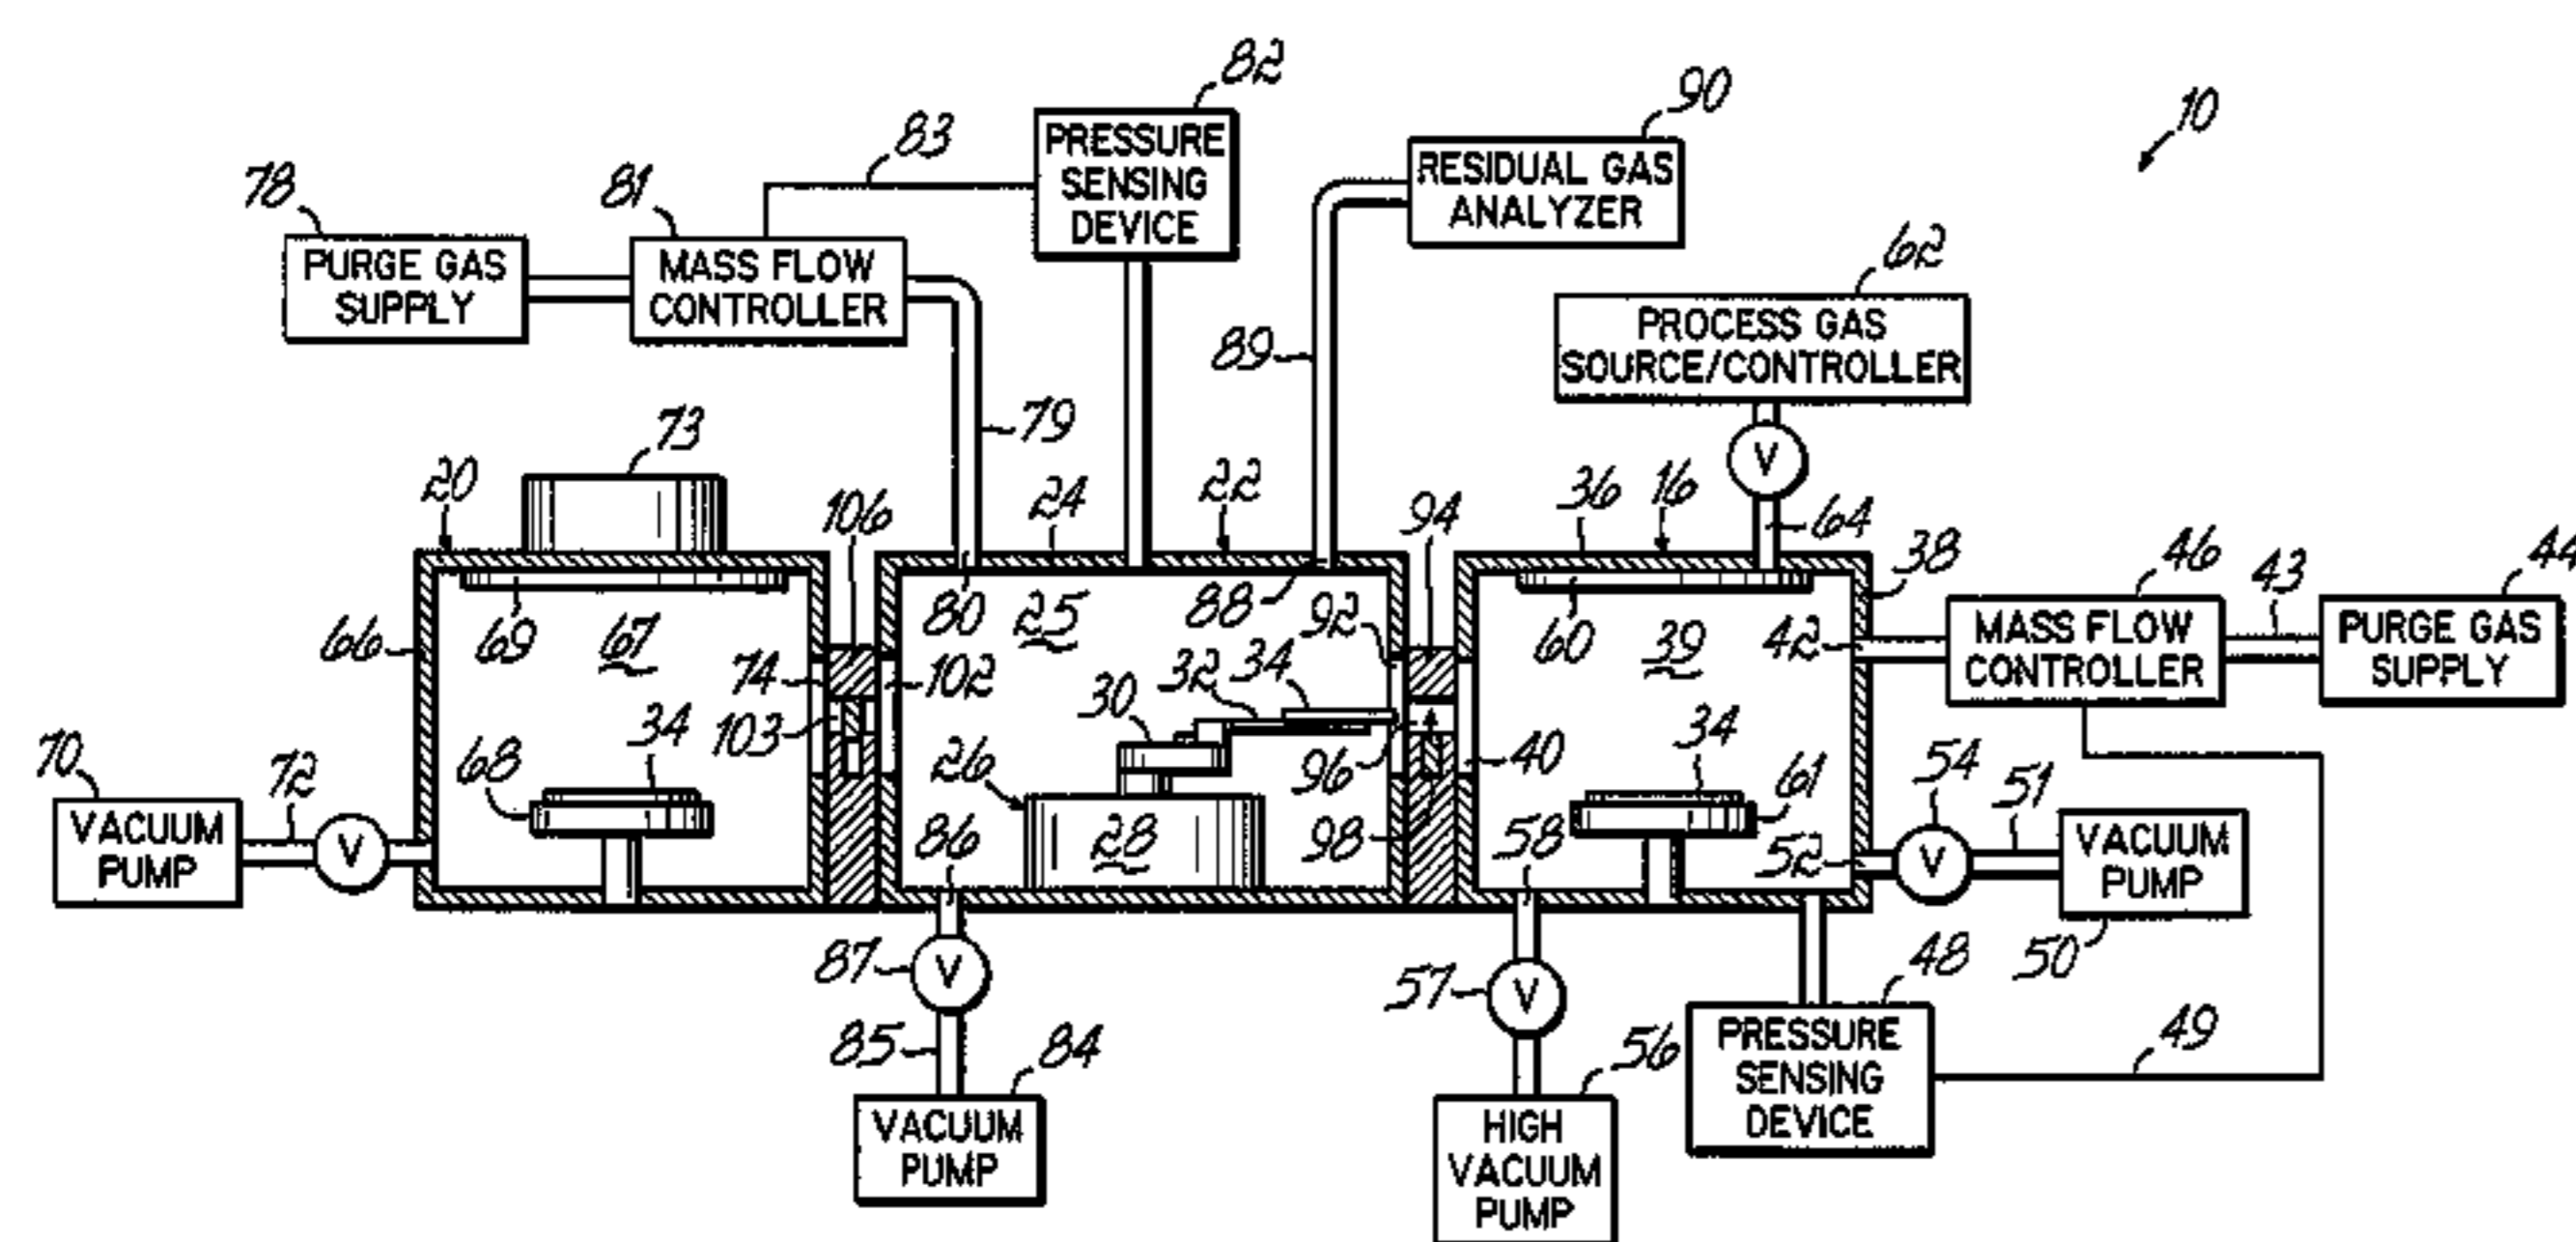 82
90
10
83
PRESSURE
SENSING
DEVICE
RESIDUAL GAS
ANALYZER
78
81
PURGE GAS
SUPPLY
MASS FLOW
CONTROLLER
62
PROCESS GAS
SOURCE/CONTROLLER
89
79
73
V
20
106
24
22
94
36
16
64
46
43
44
38
66
69
67
80
25
88
92
60
39
42
MASS FLOW
CONTROLLER
PURGE GAS
SUPPLY
74
102
103
30
32
34
96
40
34
61
54
51
70
72
68
34
26
28
86
98
58
52
VACUUM
PUMP
V
V
VACUUM
PUMP
50
87
V
57
V
48
85
84
56
PRESSURE
SENSING
DEVICE
49
VACUUM
PUMP
HIGH
VACUUM
PUMP